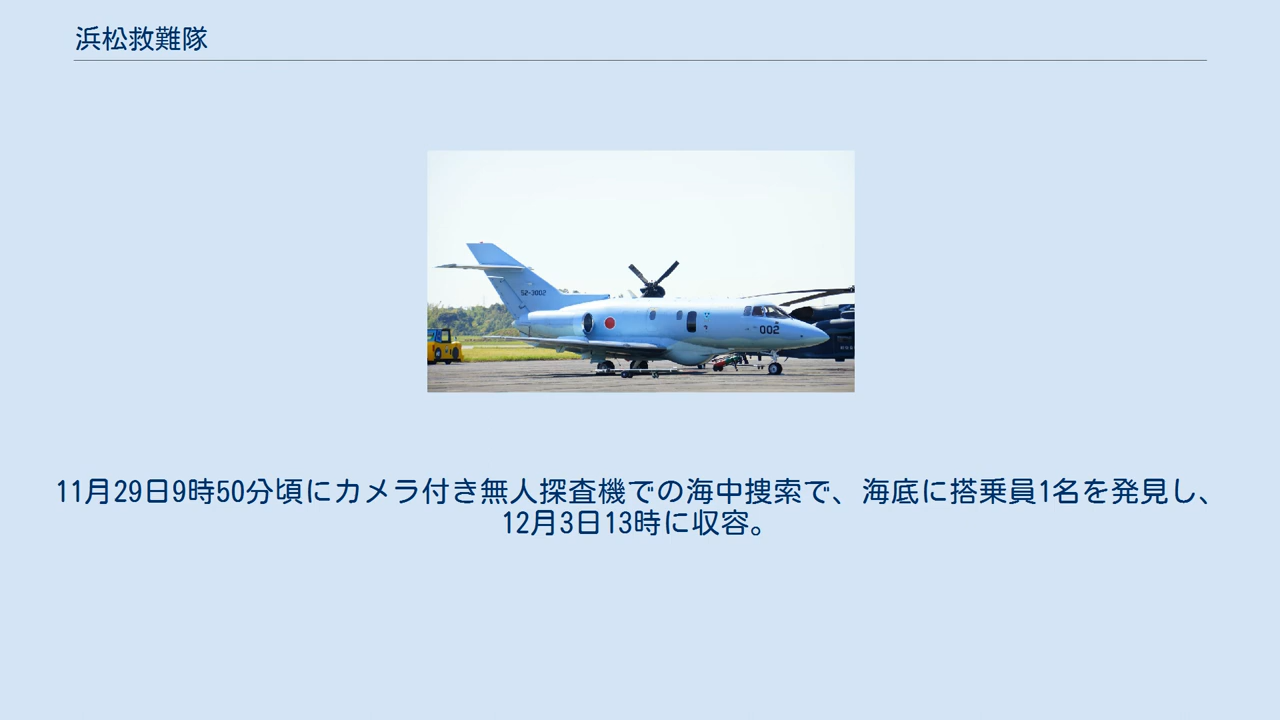 浜松救難隊
52-3002
002
11月29日9時50分頃にカメラ付き無人探査機での海中捜索で、海底に搭乗員1名を発見し、
12月3日13時に収容。